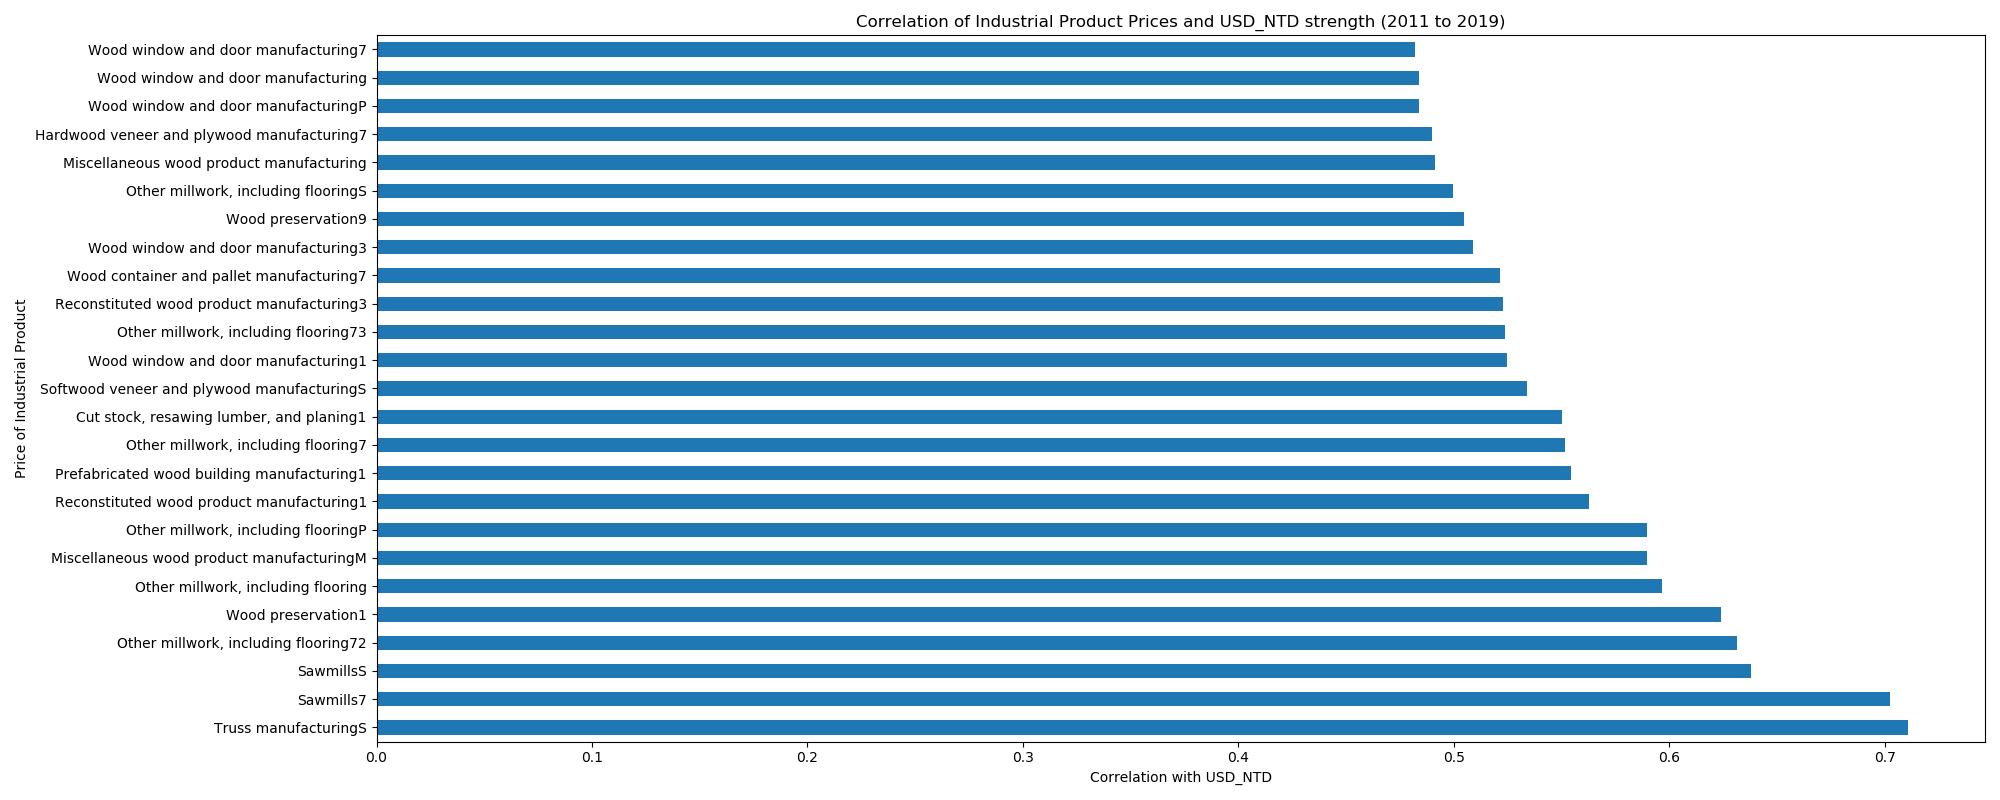 Correlation of Industrial Product Prices and USD_NTD strength (2011 to 2019)
Price of Industrial Product
Wood window and door manufacturing7
Wood window and door manufacturing
Wood window and door manufacturingP
Hardwood veneer and plywood manufacturing7
Miscellaneous wood product manufacturing
Other millwork, including flooringS
Wood preservation9
Wood window and door manufacturing3
Wood container and pallet manufacturing7
Reconstituted wood product manufacturing3
Other millwork, including flooring73
Wood window and door manufacturing1
Softwood veneer and plywood manufacturingS
Cut stock, resawing lumber, and planing1
Other millwork, including flooring7
Prefabricated wood building manufacturing1
Reconstituted wood product manufacturing1
Other millwork, including flooringP
Miscellaneous wood product manufacturingM
Other millwork, including flooring
Wood preservation1
Other millwork, including flooring72
SawmillsS
Sawmills7
Truss manufacturingS
0.0 0.1 0.2 0.3 0.4 0.5 0.6 0.7
Correlation with USD_NTD